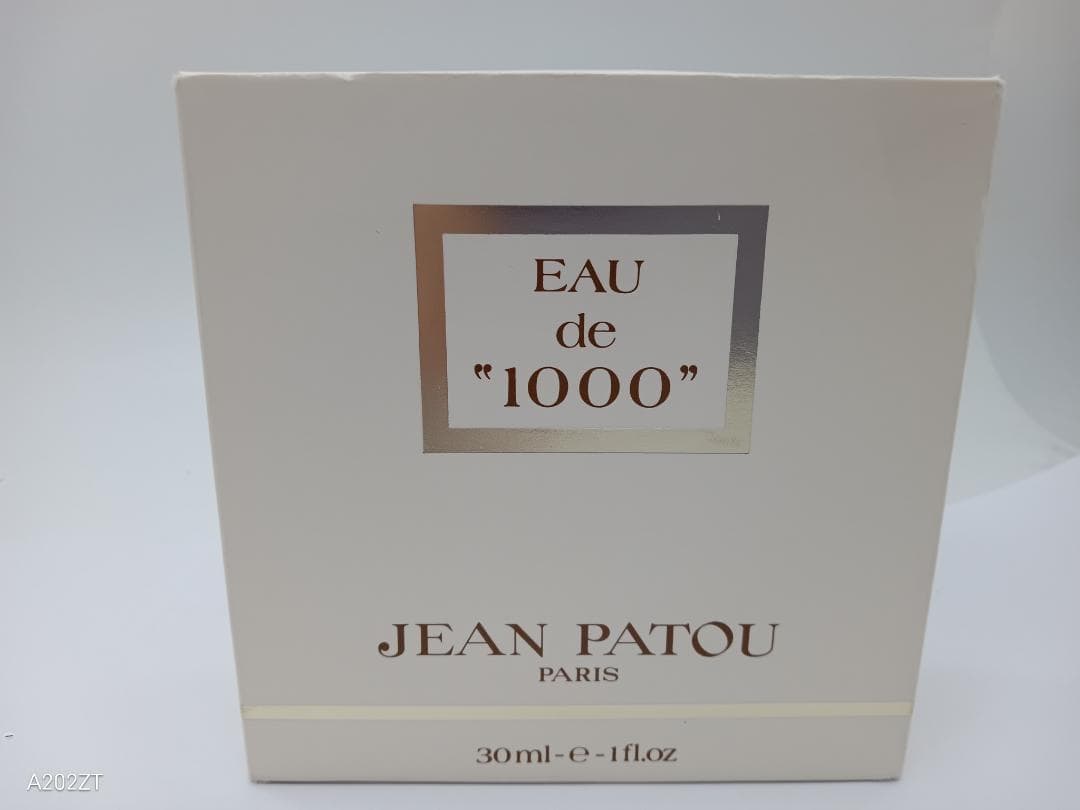 EAU
de
“1000”
JEAN PATOU
PARIS
30ml-e-1fl.oz
A202ZT